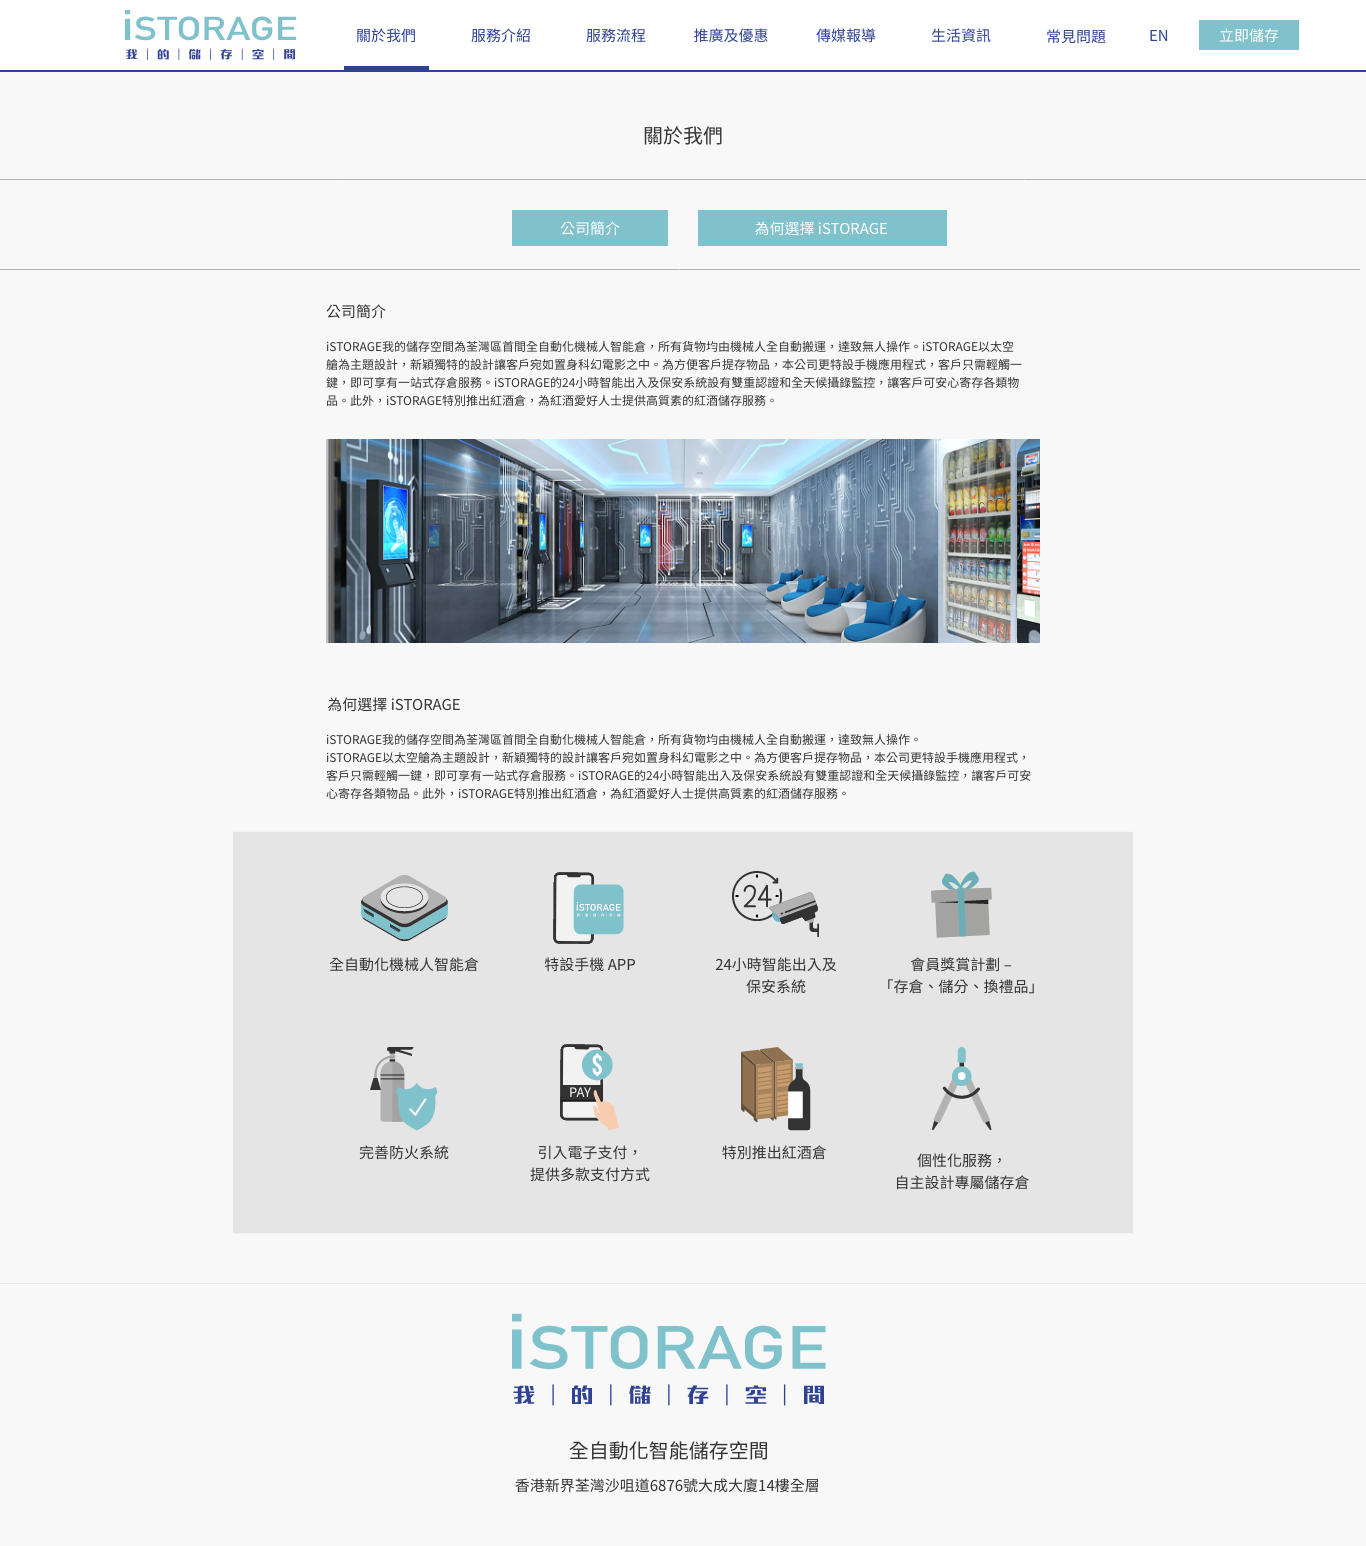 iSTORAGE
我|的|儲|存|空|間
關於我們
服務介紹
服務流程
推廣及優惠
傳媒報導
生活資訊
常見問題
EN
立即儲存
關於我們
公司簡介
為何選擇 iSTORAGE
公司簡介
iSTORAGE我的儲存空間為荃灣區首間全自動化機械人智能倉，所有貨物均由機械人全自動搬運，達致無人操作。iSTORAGE以太空
艙為主題設計，新穎獨特的設計讓客戶宛如置身科幻電影之中。為方便客戶提存物品，本公司更特設手機應用程式，客戶只需輕觸一
鍵，即可享有一站式存倉服務。iSTORAGE的24小時智能出入及保安系統設有雙重認證和全天侯攝錄監控，讓客戶可安心寄存各類物
品。此外，iSTORAGE特別推出紅酒倉，為紅酒愛好人士提供高質素的紅酒儲存服務。
為何選擇 iSTORAGE
iSTORAGE我的儲存空間為荃灣區首間全自動化機械人智能倉，所有貨物均由機械人全自動搬運，達致無人操作。
iSTORAGE以太空艙為主題設計，新穎獨特的設計讓客戶宛如置身科幻電影之中。為方便客戶提存物品，本公司更特設手機應用程式，
客戶只需輕觸一鍵，即可享有一站式存倉服務。iSTORAGE的24小時智能出入及保安系統設有雙重認證和全天侯攝錄監控，讓客戶可安
心寄存各類物品。此外，iSTORAGE特別推出紅酒倉，為紅酒愛好人士提供高質素的紅酒儲存服務。
iSTORAGE
24
全自動化機械人智能倉
特設手機 APP
24小時智能出入及
保安系統
會員獎賞計劃 –
「存倉、儲分、換禮品」
$
PAY
完善防火系統
引入電子支付，
提供多款支付方式
特別推出紅酒倉
個性化服務，
自主設計專屬儲存倉
iSTORAGE
我|的|儲|存|空|間
全自動化智能儲存空間
香港新界荃灣沙咀道6876號大成大廈14樓全層